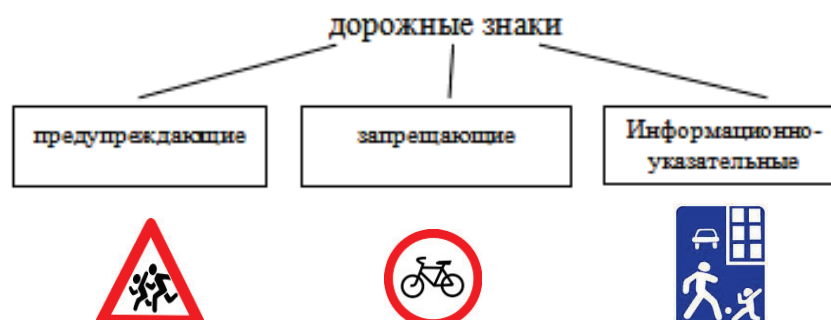 дорожные знаки
предупреждающие
запрещающие
Информационно-
указательные